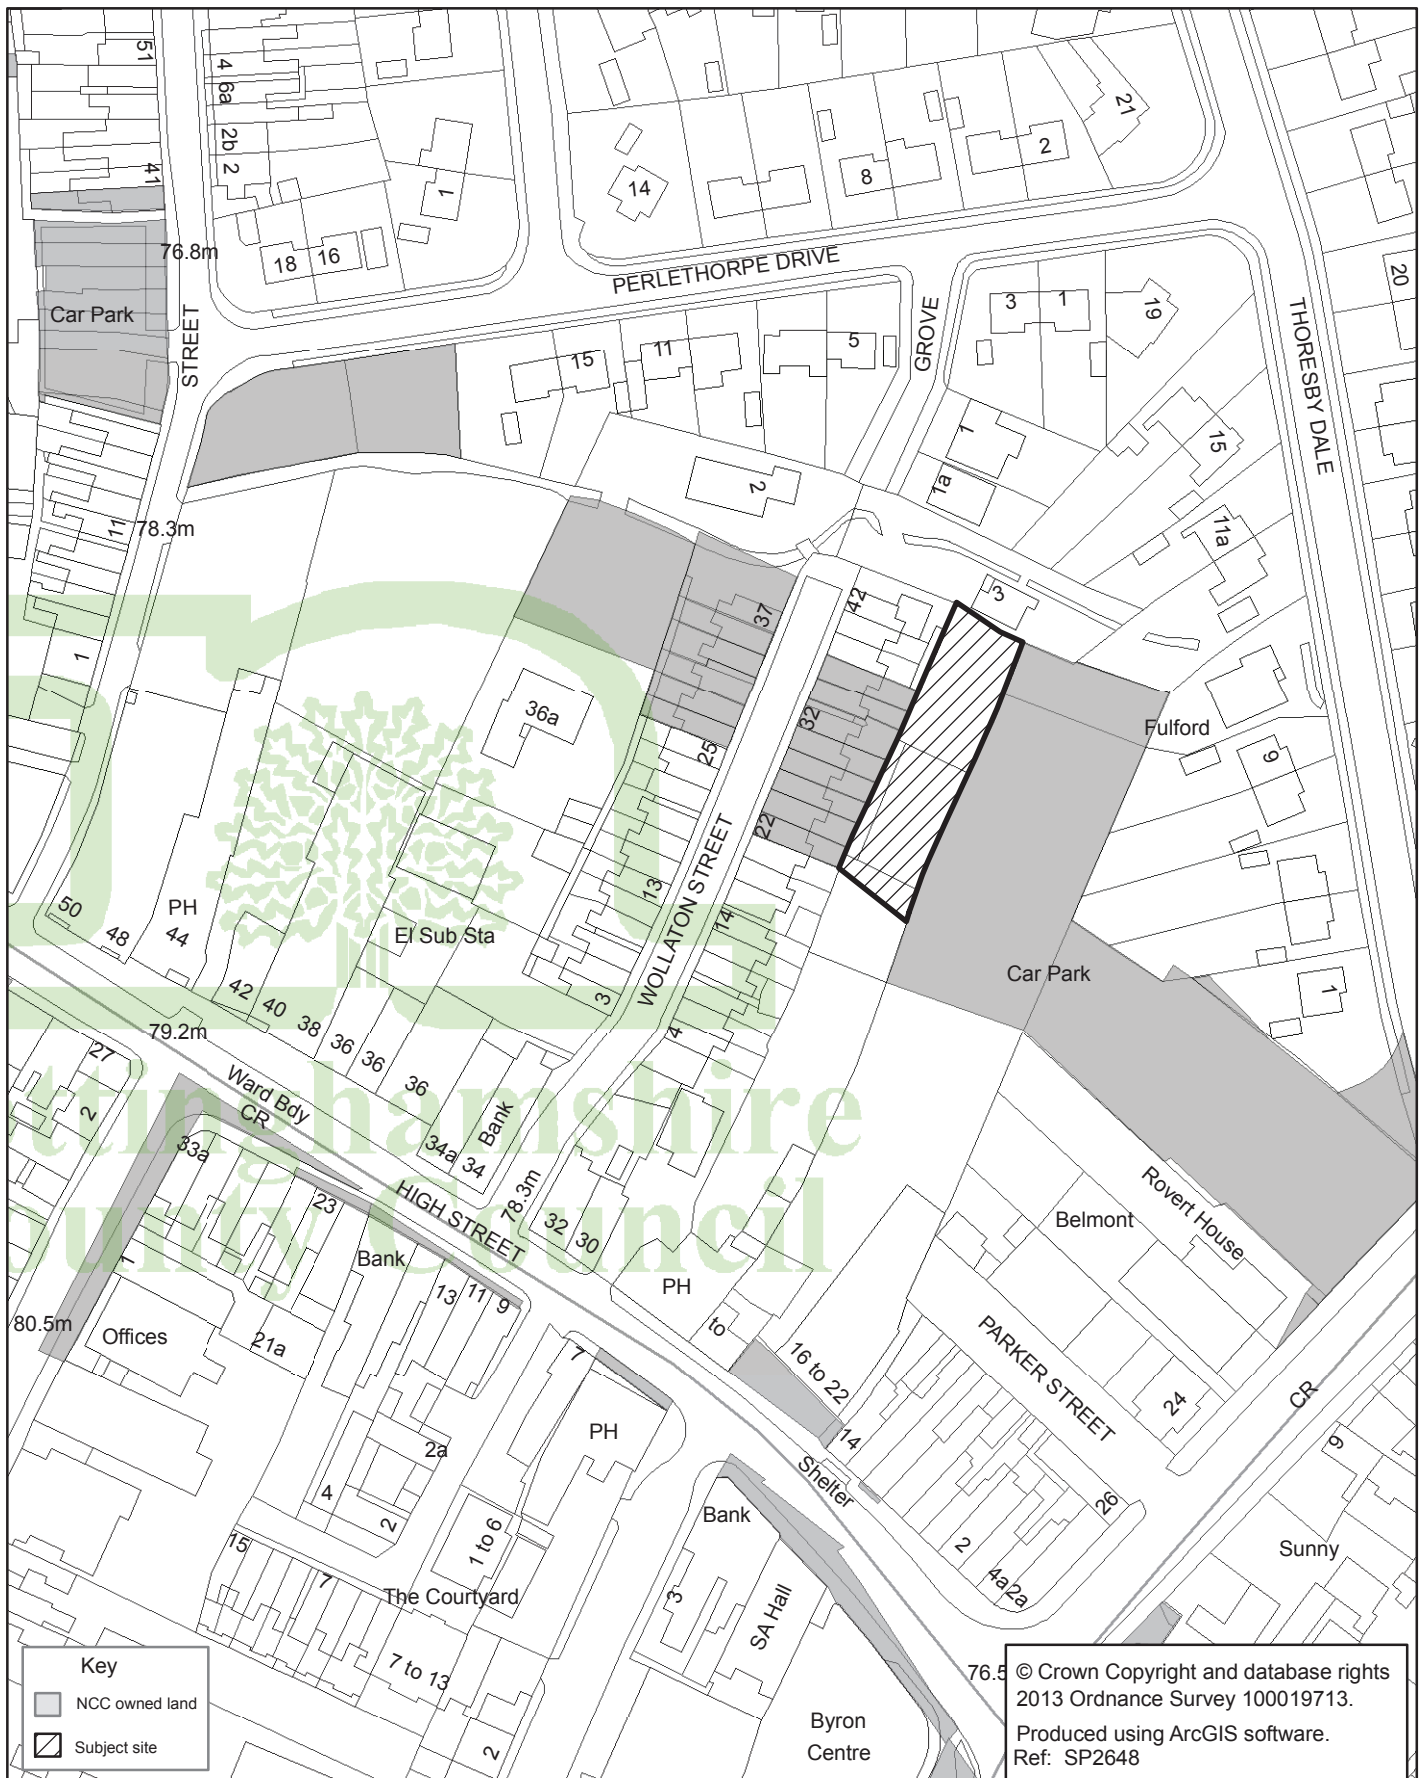 51
4
6a
2b
2
41
1
14
8
2
21
76.8m
18
16
PERLETHORPE DRIVE
20
Car Park
STREET
GROVE
3
1
19
THORESBY DALE
15
11
5
15
1
1a
2
11a
11
78.3m
37
42
3
1
36a
25
32
Fulford
9
22
13
WOLLATON STREET
14
50
48
PH
44
El Sub Sta
Car Park
42
40
38
36
36
36
3
4
1
79.2m
27
2
Ward Bdy
CR
34a
34
Bank
ttinghamshire
ounty Council
33a
23
HIGH STREET
78.3m
32
30
Belmont
Rovert House
1
Bank
PH
13
11
9
80.5m
Offices
21a
to
16 to 22
PARKER STREET
24
CR
7
PH
14
Shelter
9
2a
4
2
1 to 6
Bank
26
2
4a
2a
Sunny
15
7
The Courtyard
3
SA Hall
7 to 13
2
Byron
Centre
76.5
Key
NCC owned land
Subject site
© Crown Copyright and database rights
2013 Ordnance Survey 100019713.
Produced using ArcGIS software.
Ref: SP2648